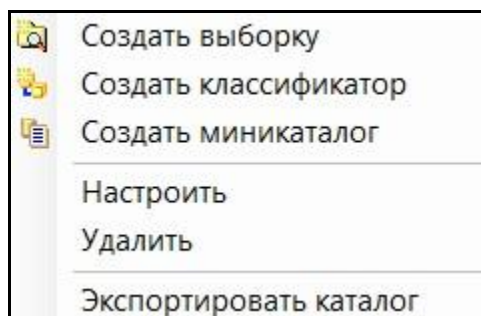 Создать выборку
Создать классификатор
Создать миникаталог
Настроить
Удалить
Экспортировать каталог